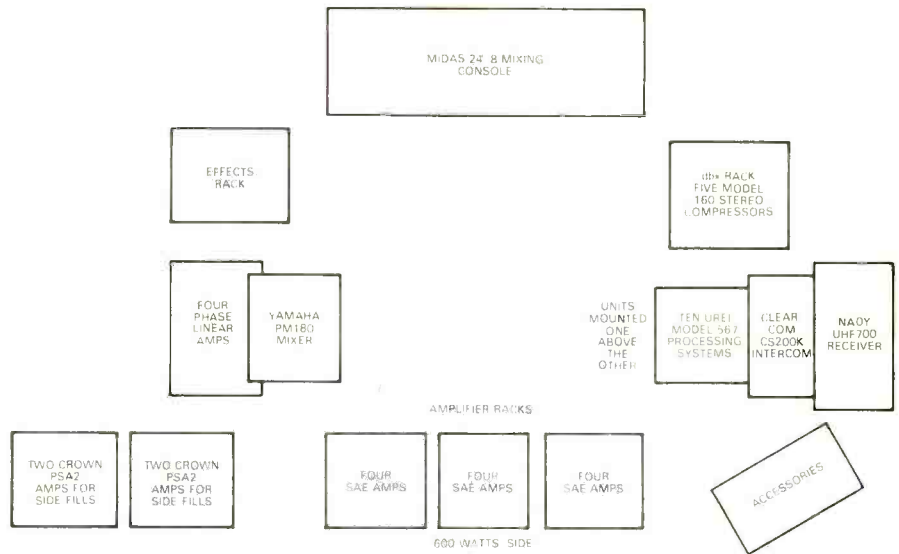 MIDAS 24 8 MIXING
CONSOLE
EFFECTS
RACK
dbx RACK
FIVE MODEL
160 STEREO
COMPRESSORS
FOUR
PHASE
LINEAR
AMPS
YAMAHA
PM180
MIXER
UNITS
MOUNTED
ONE
ABOVE
THE
OTHER
TEN UREI
MODEL 567
PROCESSING
SYSTEMS
CLEAR
COM
CS200K
INTERCOM
NADY
UHF700
RECEIVER
AMPLIFIER RACKS
TWO CROWN
PSA2
AMPS FOR
SIDE FILLS
TWO CROWN
PSA2
AMPS FOR
SIDE FILLS
FOUR
SAE AMPS
FOUR
SAE AMPS
FOUR
SAE AMPS
ACCESSORIES
600 WATTS SIDE